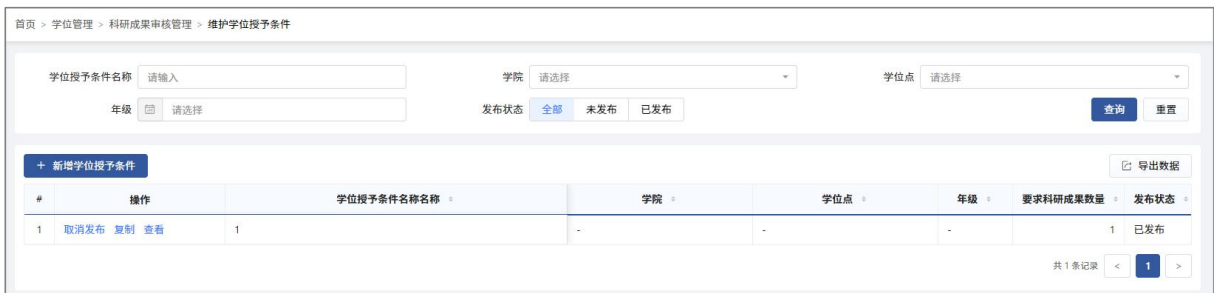 首页 > 学位管理 > 科研成果审核管理 > 维护学位授予条件
学位授予条件名称 请输入 学院 请选择 学位点 请选择
年级 请选择 发布状态 全部 未发布 已发布 查询 重置
+ 新增学位授予条件 导出数据
# 操作 学位授予条件名称名称 学院 学位点 年级 要求科研成果数量 发布状态
1 取消发布 复制 查看 1 - - - 1 已发布
共 1 条记录 < 1 >